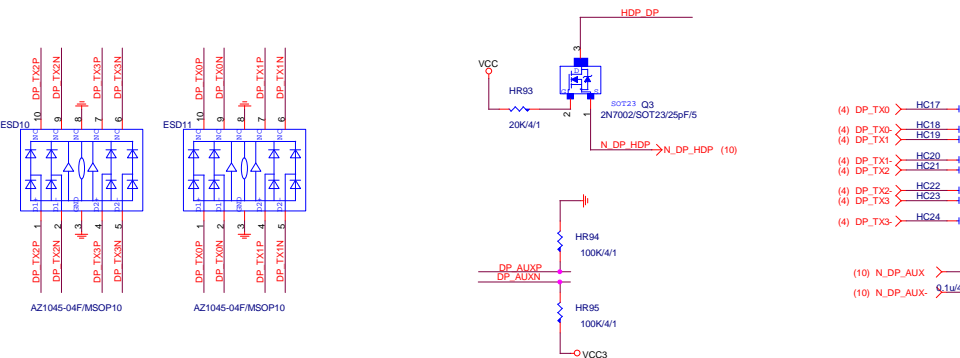 HDP_DP
DP_TX2P
DP_TX2N
DP_TX3P
DP_TX3N
DP_TX0P
DP_TX0N
DP_TX1P
DP_TX1N
10
9
8
7
6
10
9
8
7
6
ESD10
NC
NC
NC
NC
D1+
D1-
GND
D2+
D2-
ESD11
NC
NC
NC
NC
D1+
D1-
GND
D2+
D2-
1
2
3
4
5
1
2
3
4
5
DP_TX2P
DP_TX2N
DP_TX3P
DP_TX3N
DP_TX0P
DP_TX0N
DP_TX1P
DP_TX1N
AZ1045-04F/MSOP10
AZ1045-04F/MSOP10
VCC
HR93
20K/4/1
3
D
G
S
2
1
SOT23
Q3
2N7002/SOT23/25pF/5
N_DP_HDP
N_DP_HDP (10)
HR94
100K/4/1
DP_AUXP
DP_AUXN
HR95
100K/4/1
VCC3
(4) DP_TX0
HC17
(4) DP_TX0-
HC18
(4) DP_TX1
HC19
(4) DP_TX1-
HC20
(4) DP_TX2
HC21
(4) DP_TX2-
HC22
(4) DP_TX3
HC23
(4) DP_TX3-
HC24
(10) N_DP_AUX
(10) N_DP_AUX-
0.1u/4